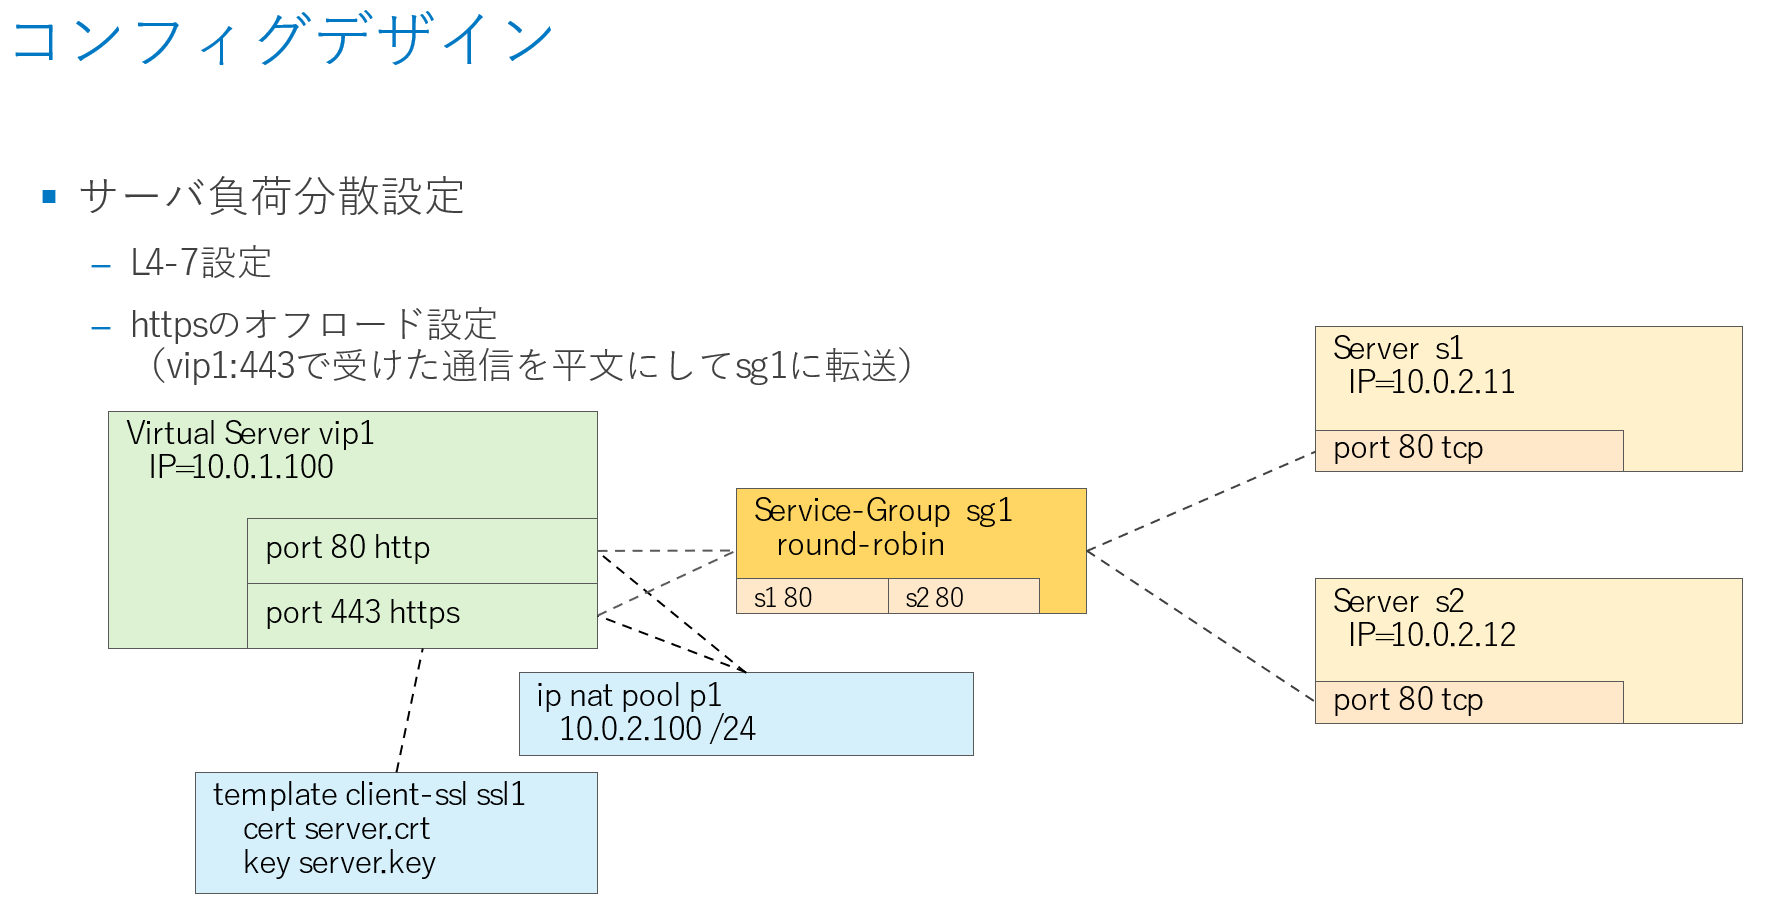 コンフィグデザイン
サーバ負荷分散設定
– L4-7設定
– httpsのオフロード設定
（vip1:443で受けた通信を平文にしてsg1に転送）
Virtual Server vip1
IP=10.0.1.100
port 80 http
port 443 https
Service-Group sg1
round-robin
s1 80
s2 80
Server s1
IP=10.0.2.11
port 80 tcp
Server s2
IP=10.0.2.12
port 80 tcp
ip nat pool p1
10.0.2.100 /24
template client-ssl ssl1
cert server.crt
key server.key